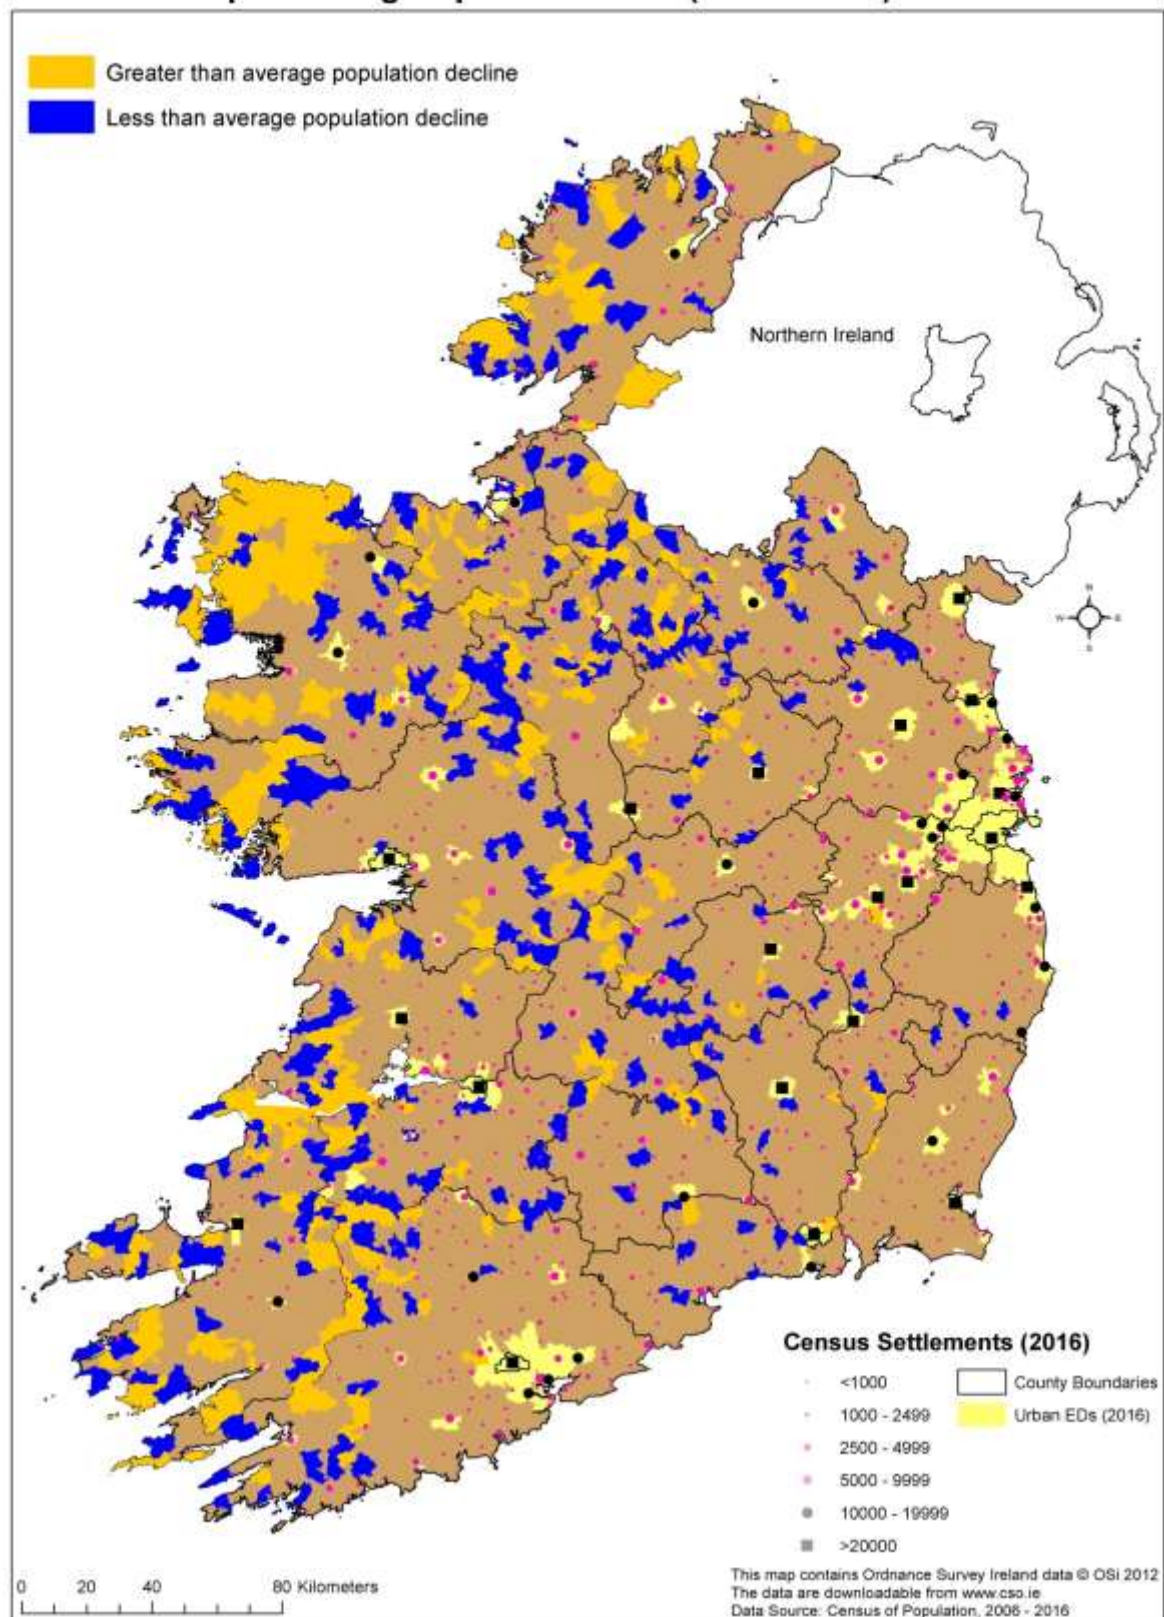 Greater than average population decline
Less than average population decline
Northern Ireland
N
W
E
S
Census Settlements (2016)
<1000
1000 - 2499
2500 - 4999
5000 - 9999
10000 - 19999
>20000
County Boundaries
Urban EDs (2016)
0 20 40 80 Kilometers
This map contains Ordnance Survey Ireland data © OSi 2012
The data are downloadable from www.cso.ie
Data Source: Census of Population, 2006 - 2016